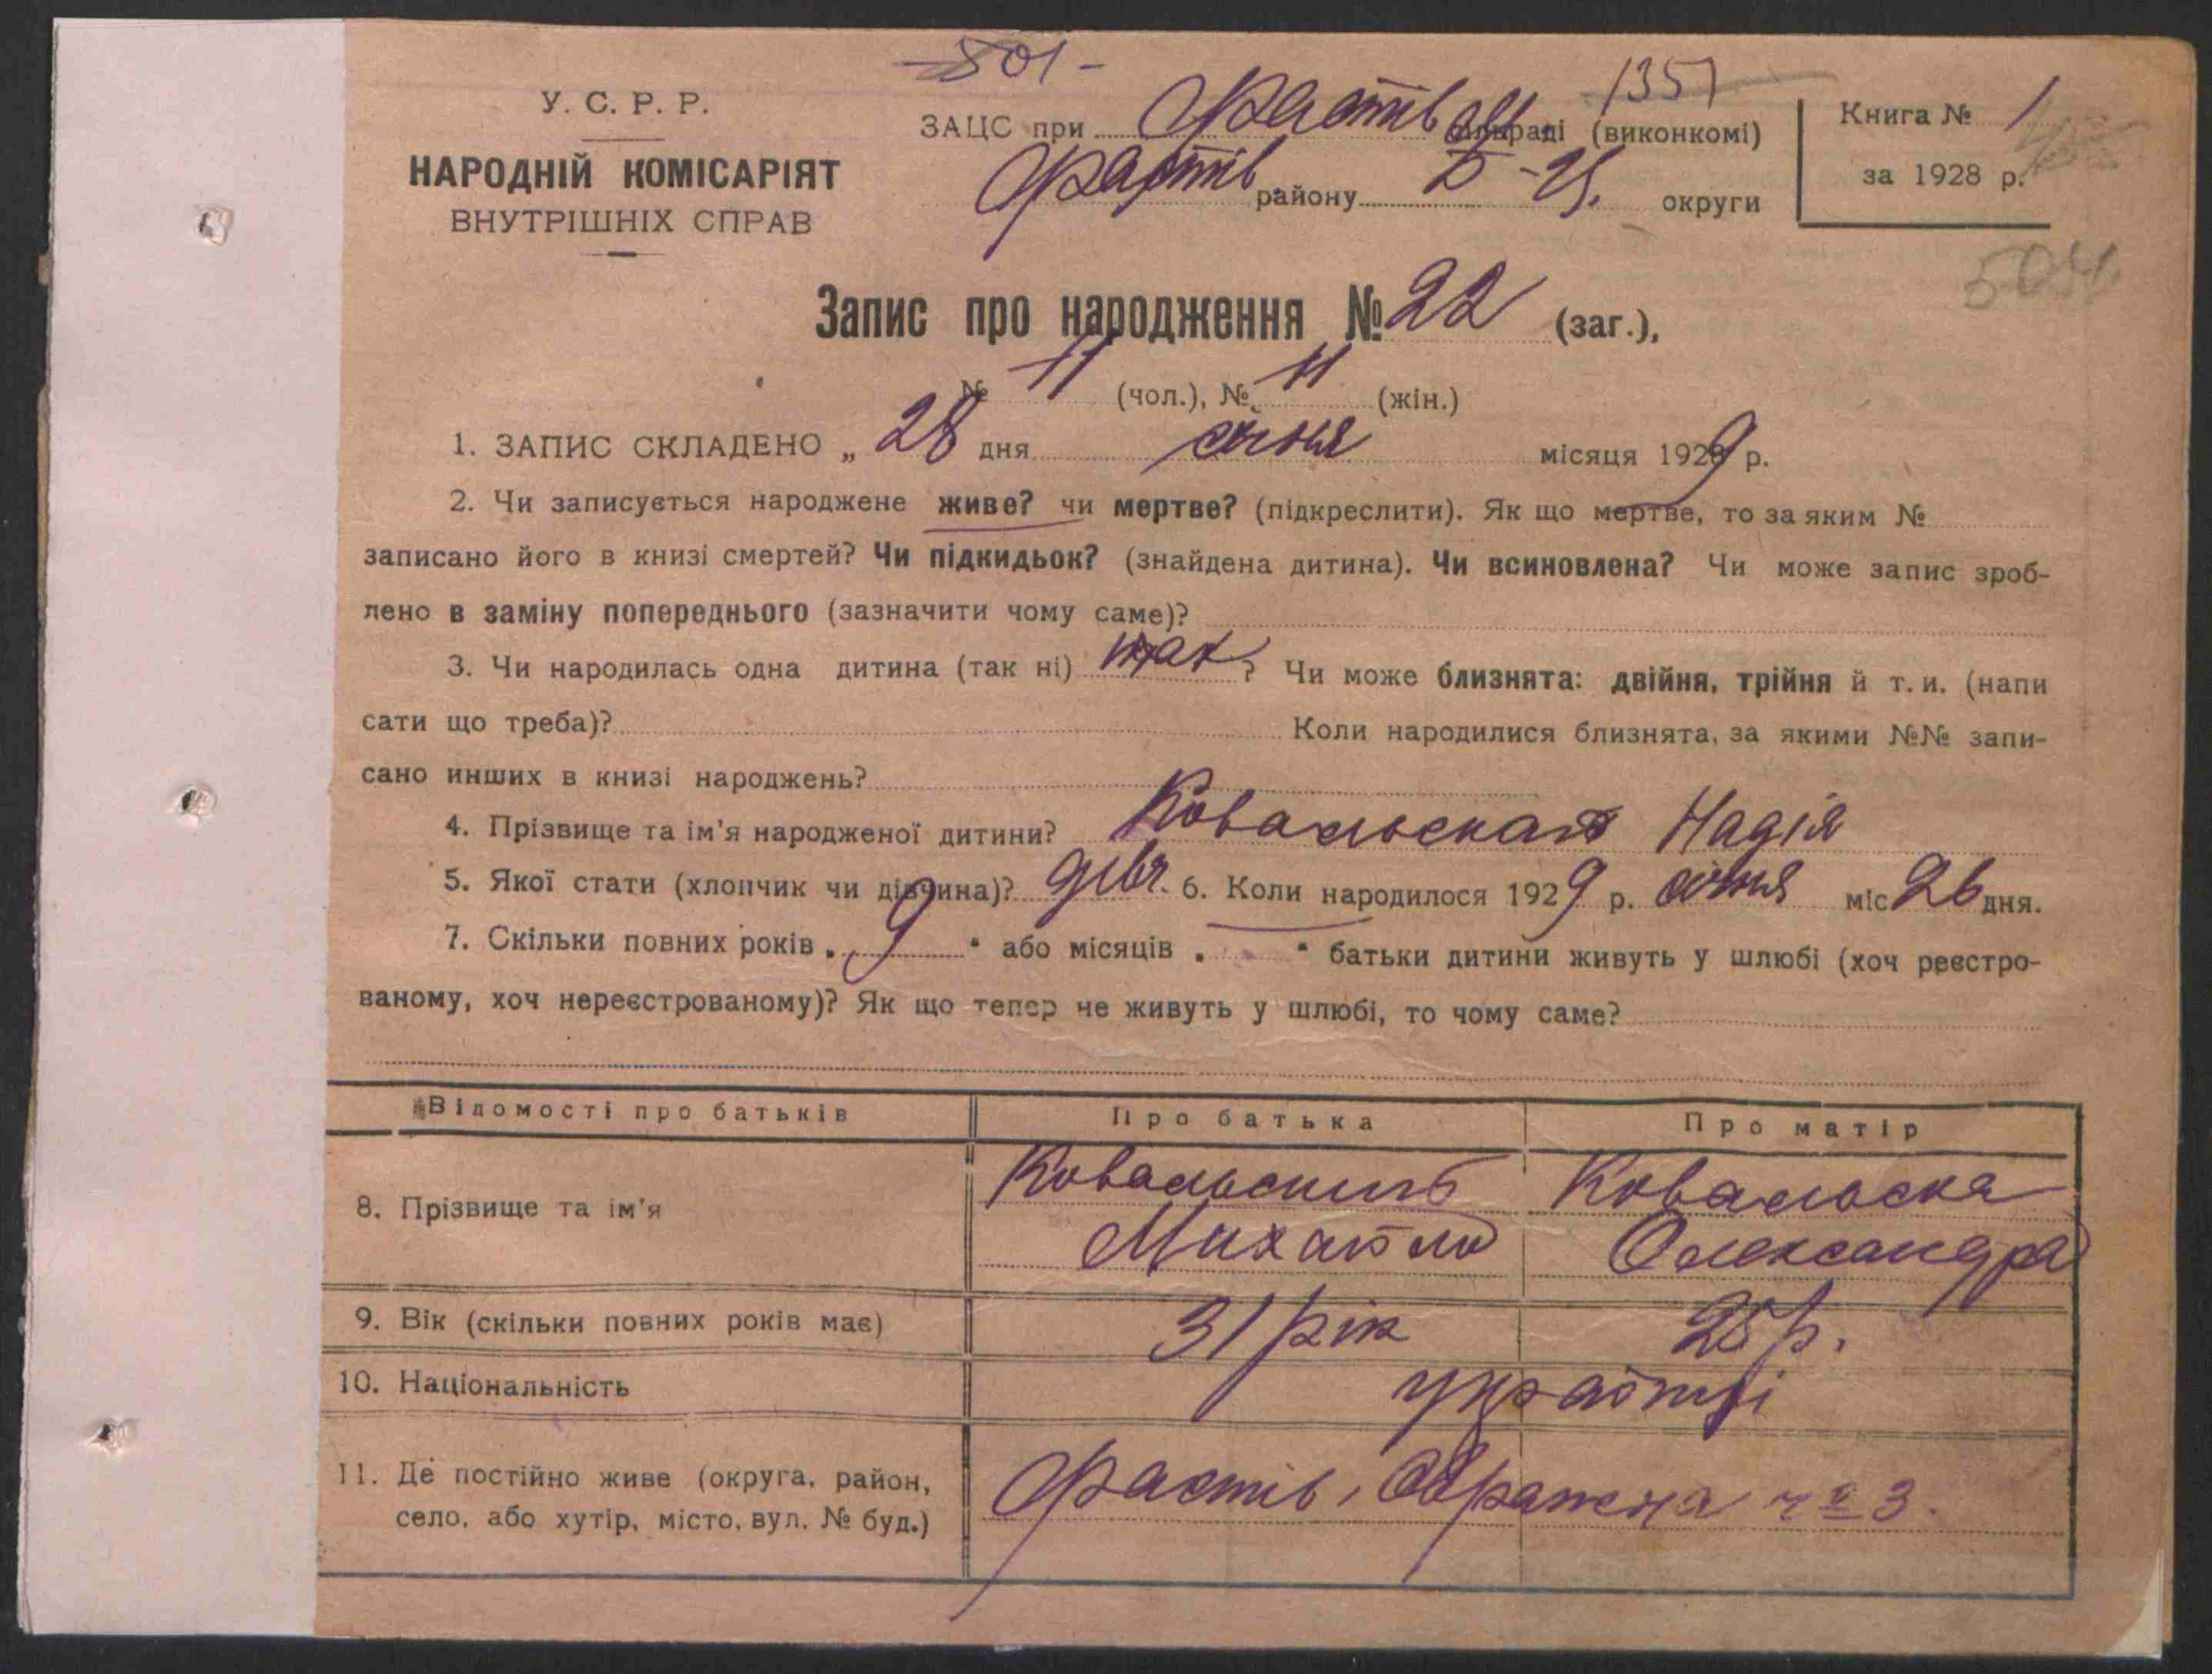 -501-
1357
У. С. Р. Р.
НАРОДНІЙ КОМІСАРІЯТ
ВНУТРІШНІХ СПРАВ
ЗАЦС при Фастів (виконкомі)
Фастів району округи
Книга № 1
за 1928 р.
504
Запис про народження № 22 (заг.),
№ 11 (чол.), № 11 (жін.)
1. ЗАПИС СКЛАДЕНО „ 28 дня січня місяця 1929 р.
2. Чи записується народжене живе? чи мертве? (підкреслити). Як що мертве, то за яким №
записано його в книзі смертей? Чи підкидьок? (знайдена дитина). Чи всиновлена? Чи може запис зроб-
лено в заміну попереднього (зазначити чому саме)?
3. Чи народилась одна дитина (так ні) так ? Чи може близнята: двійня, трійня й т. и. (напи
сати що треба)? Коли народилися близнята, за якими №№ запи-
сано инших в книзі народжень?
4. Прізвище та ім'я народженої дитини? Ковальская Надія
5. Якої стати (хлопчик чи дівчина)? дівч. 6. Коли народилося 1929 р. січня міс 26 дня.
7. Скільки повних років „ 9 " або місяців „ " батьки дитини живуть у шлюбі (хоч реєстро-
ваному, хоч нереєстрованому)? Як що тепер не живуть у шлюбі, то чому саме?
Відомості про батьків Про батька Про матір
8. Прізвище та ім'я Ковальский Ковальска
Михайло Олександра
9. Вік (скільки повних років має) 31 рік 25 р.
10. Національність українці
11. Де постійно живе (округа, район, Фастів, ч° 3.
село, або хутір, місто, вул. № буд.)